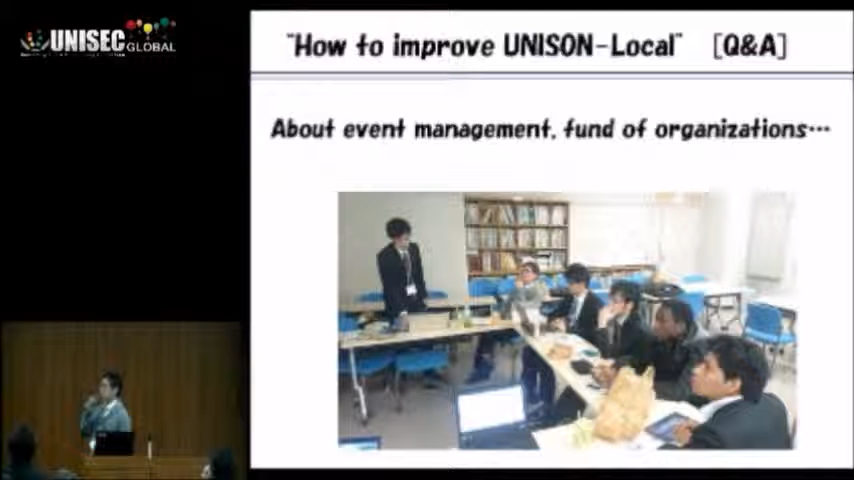 UNISEC GLOBAL
"How to improve UNISON-Local" [Q&A]
About event management, fund of organizations…